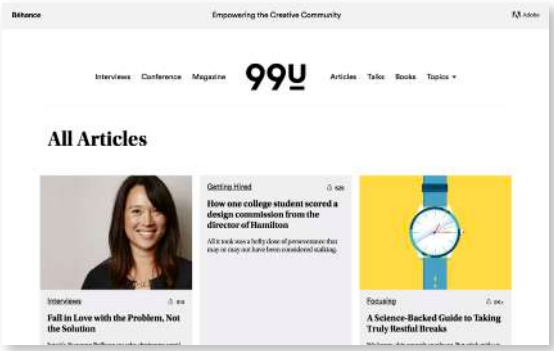 Béhance
Empowering the Creative Community
Adobe
Interviews Conference Magazine 99U Articles Talks Books Topics
All Articles
Getting Hired
How one college student scored a
design commission from the
director of Hamilton
All it took was a hefty dose of perseverance that
may or may not have been considered stalking.
Interviews
Fall in Love with the Problem, Not
the Solution
Focusing
A Science-Backed Guide to Taking
Truly Restful Breaks